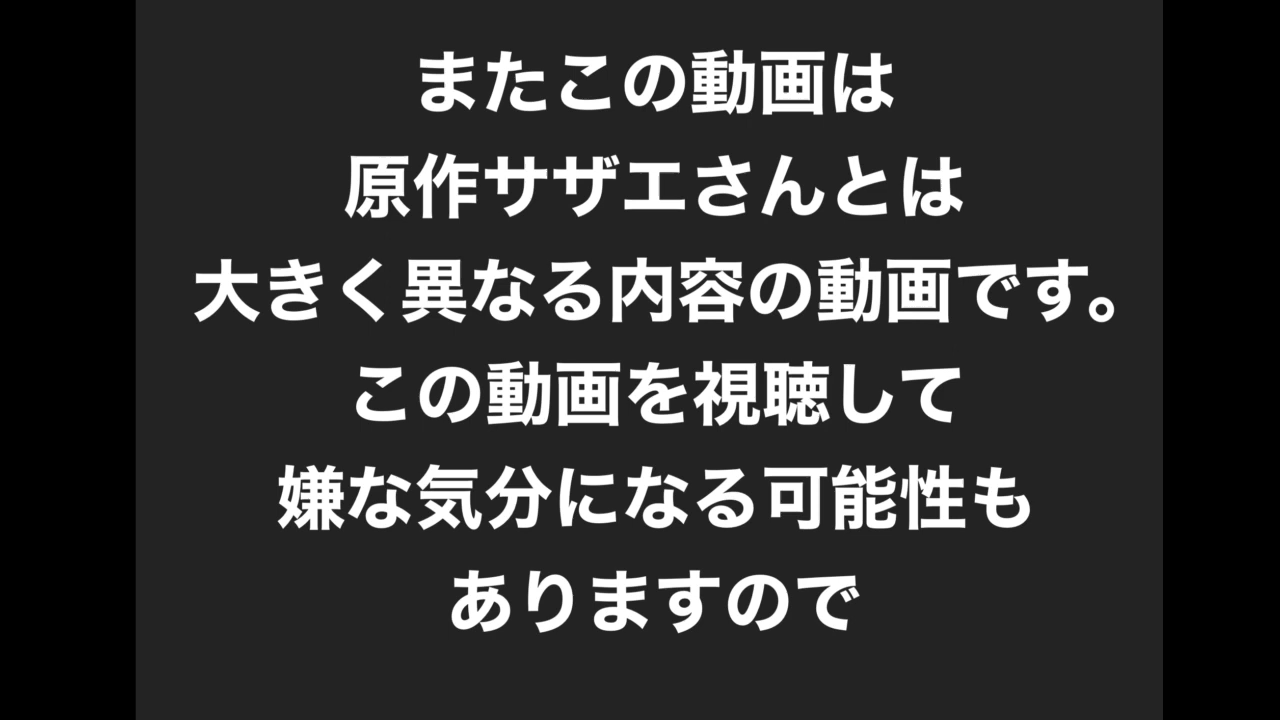 またこの動画は
原作サザエさんとは
大きく異なる内容の動画です。
この動画を視聴して
嫌な気分になる可能性も
ありますので